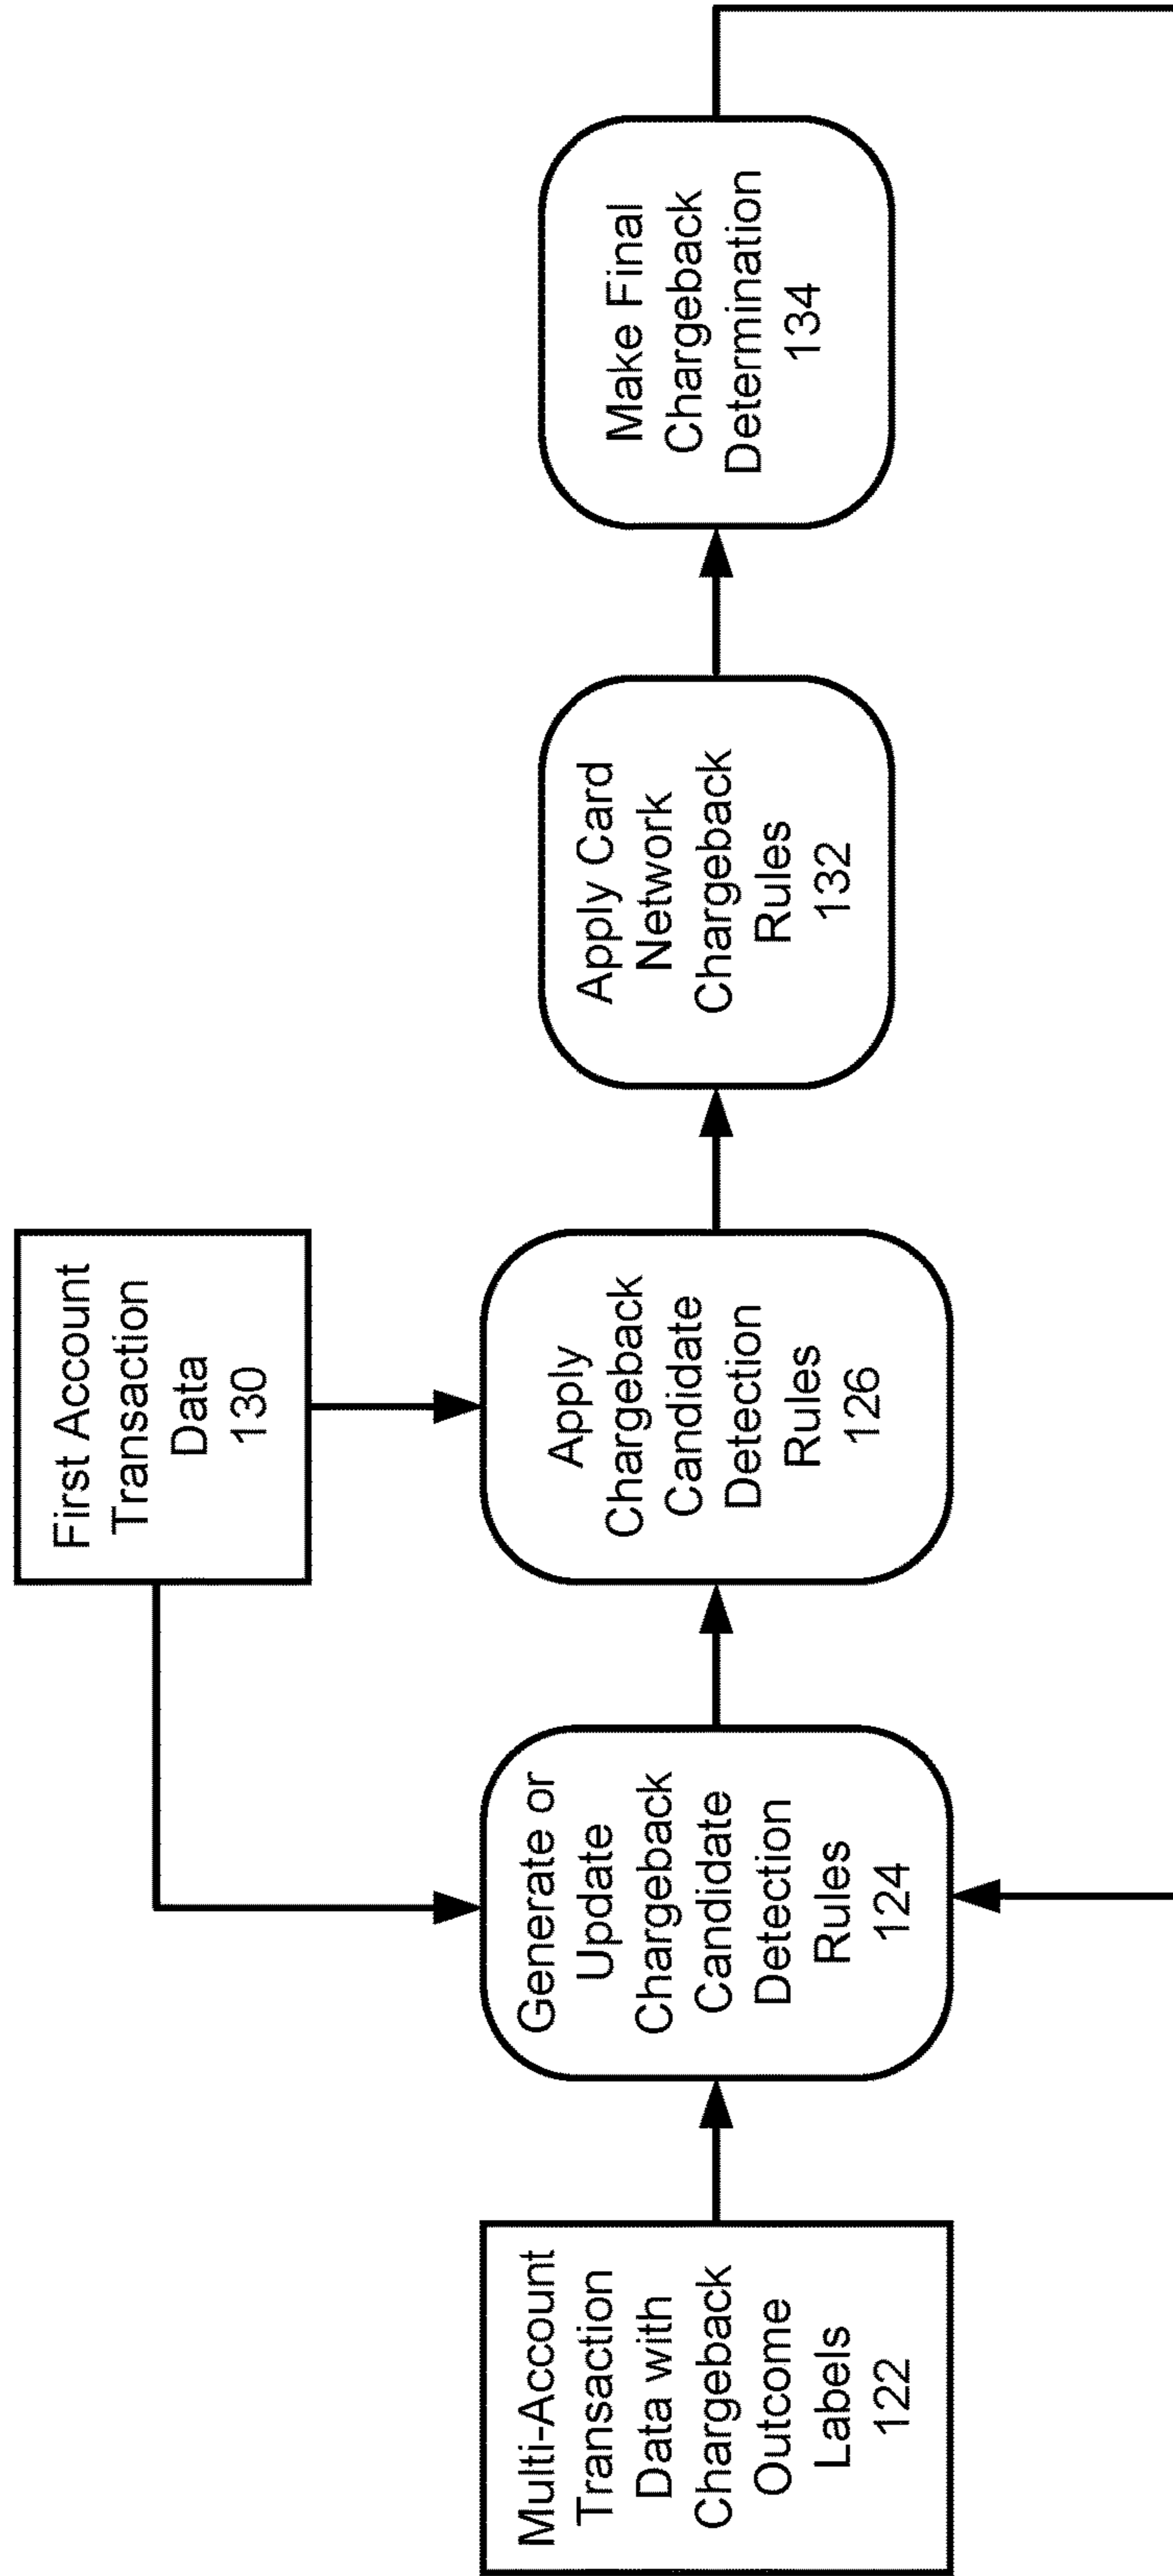 First Account
Transaction
Data
130
Multi-Account
Transaction
Data with
Chargeback
Outcome
Labels
122
Generate or
Update
Chargeback
Candidate
Detection
Rules
124
Apply
Chargeback
Candidate
Detection
Rules
126
Apply Card
Network
Chargeback
Rules
132
Make Final
Chargeback
Determination
134